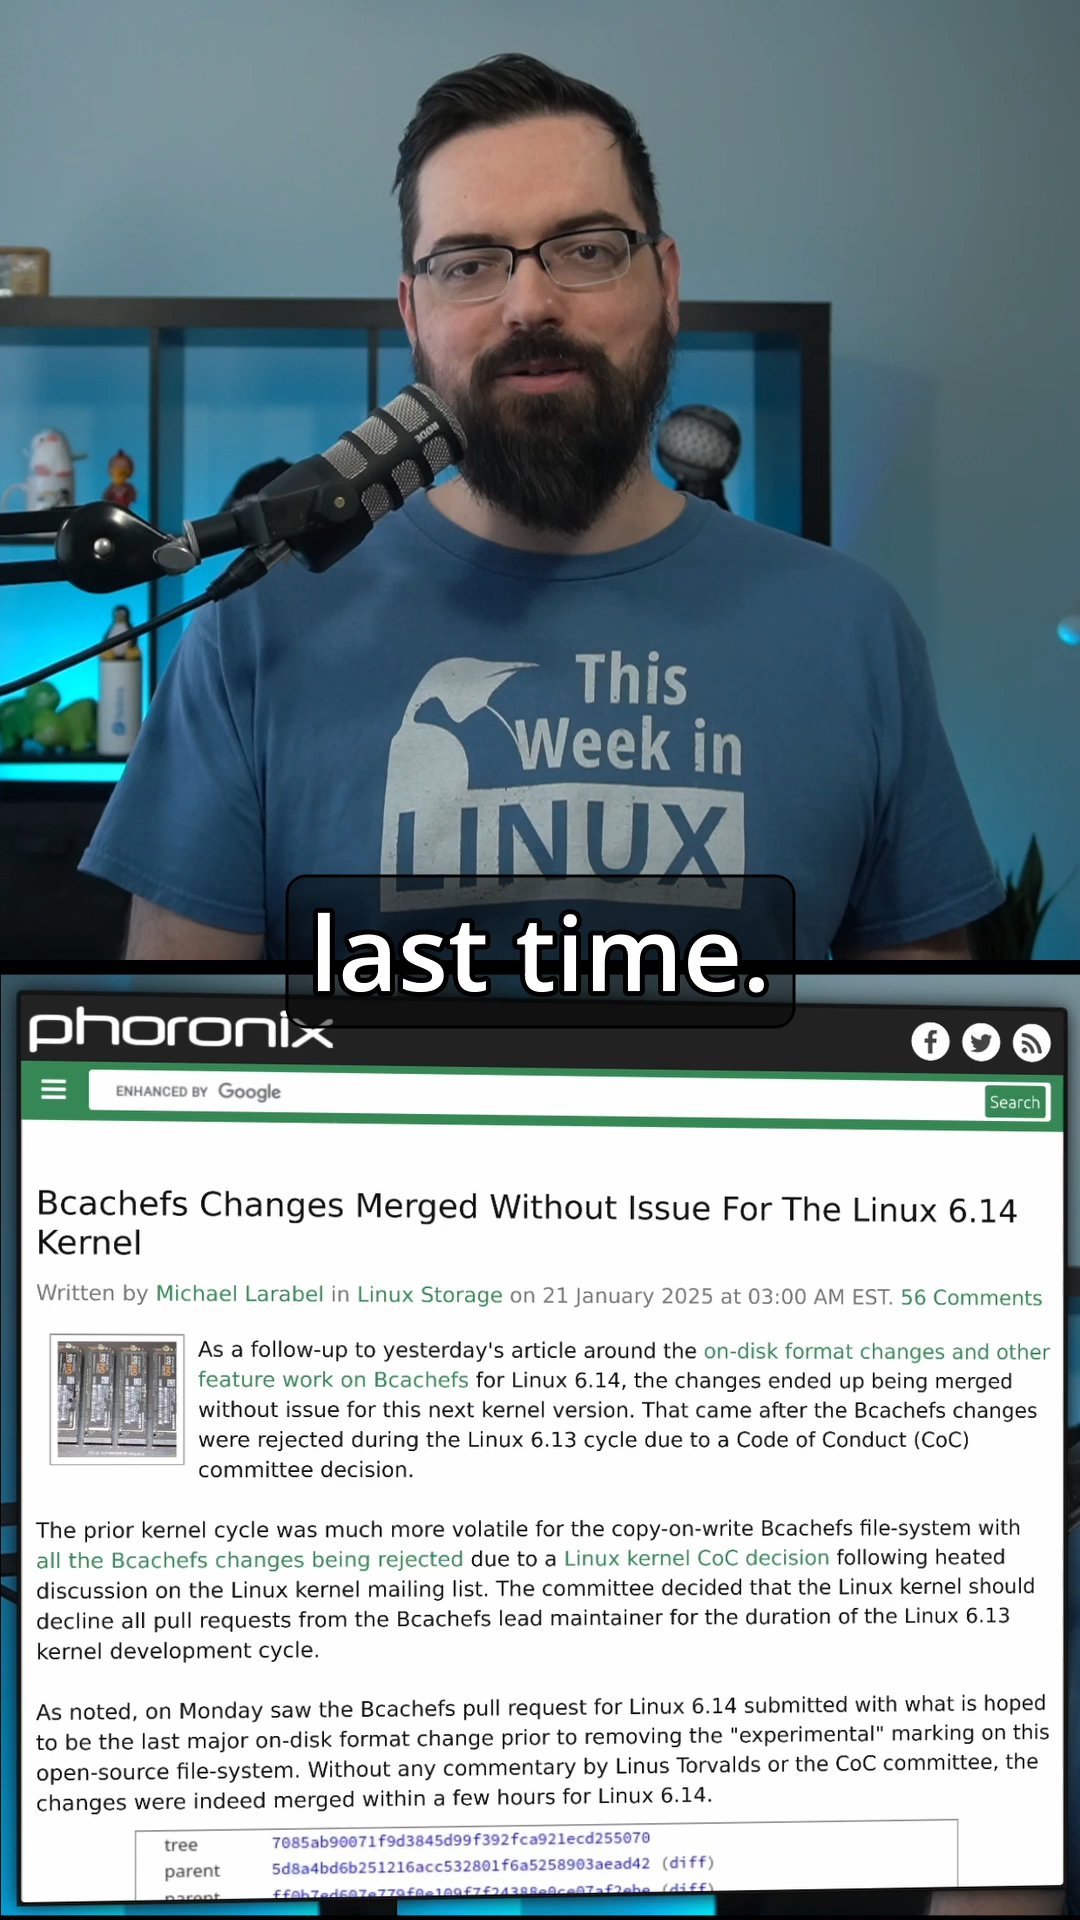 RØDE
This
Week in
LINUX
last time.
phoronix
ENHANCED BY Google
Search
Bcachefs Changes Merged Without Issue For The Linux 6.14
Kernel
Written by Michael Larabel in Linux Storage on 21 January 2025 at 03:00 AM EST. 56 Comments
As a follow-up to yesterday's article around the on-disk format changes and other
feature work on Bcachefs for Linux 6.14, the changes ended up being merged
without issue for this next kernel version. That came after the Bcachefs changes
were rejected during the Linux 6.13 cycle due to a Code of Conduct (CoC)
committee decision.
The prior kernel cycle was much more volatile for the copy-on-write Bcachefs file-system with
all the Bcachefs changes being rejected due to a Linux kernel CoC decision following heated
discussion on the Linux kernel mailing list. The committee decided that the Linux kernel should
decline all pull requests from the Bcachefs lead maintainer for the duration of the Linux 6.13
kernel development cycle.
As noted, on Monday saw the Bcachefs pull request for Linux 6.14 submitted with what is hoped
to be the last major on-disk format change prior to removing the "experimental" marking on this
open-source file-system. Without any commentary by Linus Torvalds or the CoC committee, the
changes were indeed merged within a few hours for Linux 6.14.
tree 7085ab90071f9d3845d99f392fca921ecd255070
parent 5d8a4bd6b251216acc532801f6a5258903aead42 (diff)
parent ff0b7ed607e779f0e109f7f24388e0ce07af2ebe (diff)